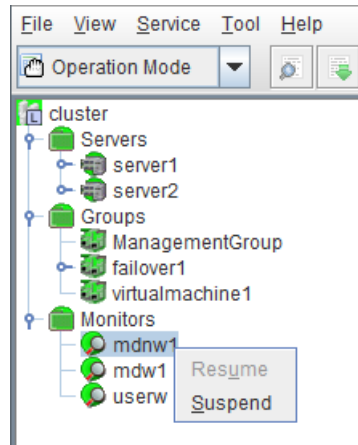 File View Service Tool Help
Operation Mode
cluster
Servers
server1
server2
Groups
ManagementGroup
failover1
virtualmachine1
Monitors
mdnw1
mdw1
userw
Resume
Suspend